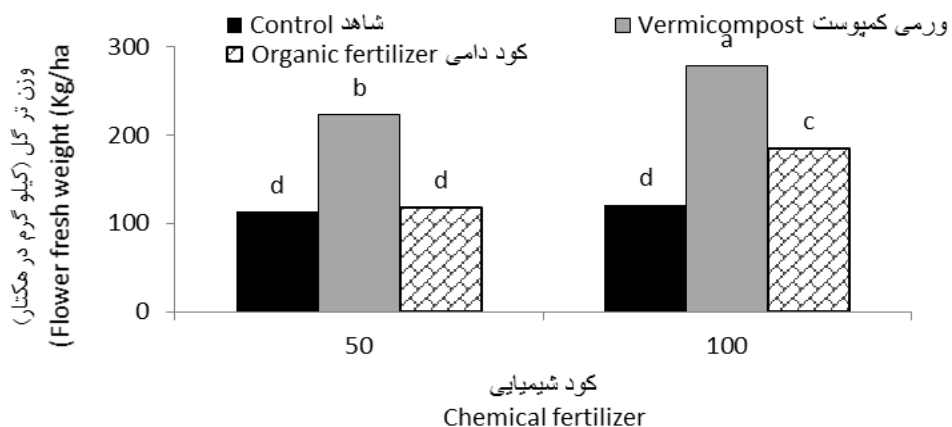 Control شاهد
Vermicompost ورمی کمپوست
Organic fertilizer کود دامی
وزن تر گل (کیلو گرم در هکتار)
(Flower fresh weight (Kg/ha
300
200
100
0
d
b
d
d
a
c
50
100
کود شیمیایی
Chemical fertilizer